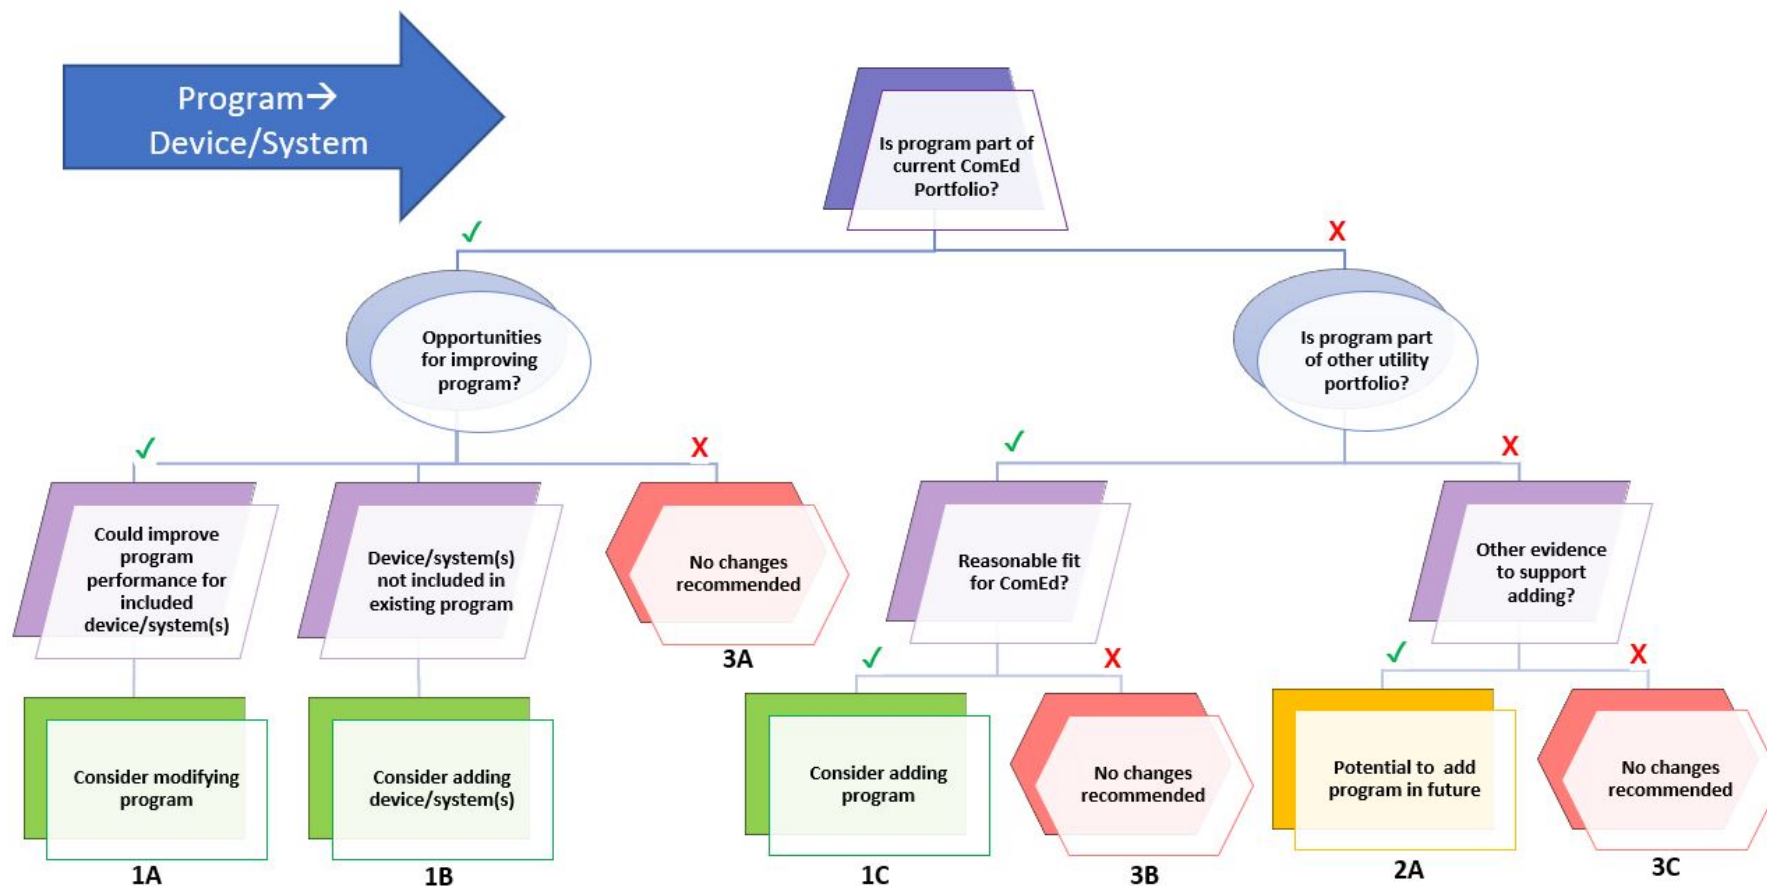 Program→
Device/System
Is program part of
current ComEd
Portfolio?
✓
X
Opportunities
for improving
program?
Is program part
of other utility
portfolio?
✓
X
✓
X
Could improve
program
performance for
included
device/system(s)
Device/system(s)
not included in
existing program
No changes
recommended
3A
Reasonable fit
for ComEd?
Other evidence
to support
adding?
✓
X
✓
X
Consider modifying
program
1A
Consider adding
device/system(s)
1B
Consider adding
program
1C
No changes
recommended
3B
Potential to  add
program in future
2A
No changes
recommended
3C